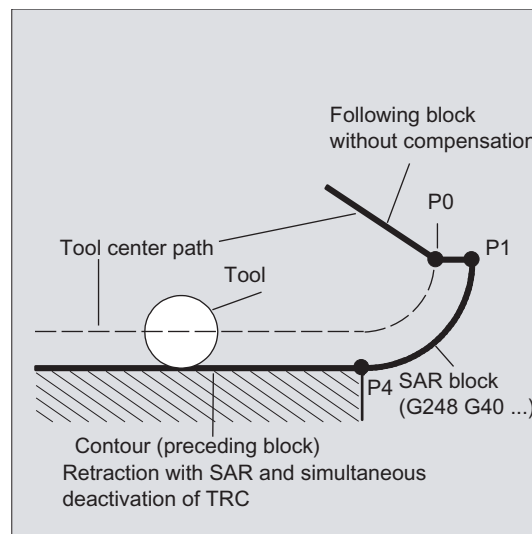 Following block
without compensation
P0
P1
Tool center path
Tool
P4
SAR block
(G248 G40 ...)
Contour (preceding block)
Retraction with SAR and simultaneous
deactivation of TRC